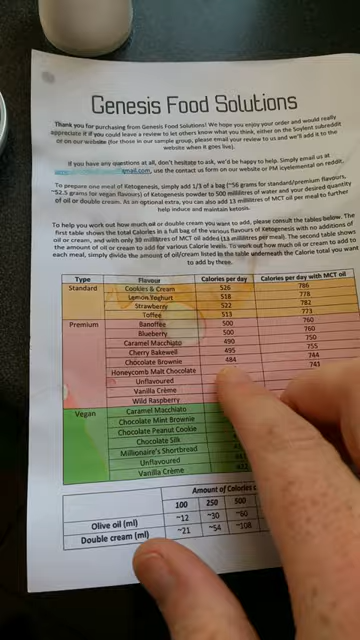 Genesis Food Solutions
Thank you for purchasing from Genesis Food Solutions! We hope you enjoy your order and would really
appreciate it if you could leave a review to let others know what you think, either on the Soylent subreddit
or on our website (for those in our sample group, please email your review to us and we'll add it to the
website when it goes live).
If you have any questions at all, don't hesitate to ask, we'd be happy to help. Simply email us at
gmail.com, use the contact us form on our website or PM icyelemental on reddit.
To prepare one meal of Ketogenesis, simply add 1/3 of a bag (~56 grams for standard/premium flavours,
~52.5 grams for vegan flavours) of Ketogenesis powder to 500 millilitres of water and your desired quantity
of oil or double cream. As an optional extra, you can also add 13 millilitres of MCT oil per meal to further
help induce and maintain ketosis.
To help you work out how much oil or double cream you want to add, please consult the tables below. The
first table shows the total Calories in a full bag of the various flavours of Ketogenesis with no additions of
oil or cream, and with only 30 millilitres of MCT oil added (13 millilitres per meal). The second table shows
the amount of oil or cream to add for various Calorie levels. To work out how much oil or cream to add to
each meal, simply divide the amount of oil/cream listed in the table underneath the Calorie total you want
to add by three).
Type Flavour Calories per day Calories per day with MCT oil
Standard Cookies & Cream 526 786
Lemon Yoghurt 518 778
Strawberry 522 782
Toffee 513 773
Premium Banoffee 500 760
Blueberry 500 760
Caramel Macchiato 490 750
Cherry Bakewell 495 755
Chocolate Brownie 484 744
Honeycomb Malt Chocolate 743
Unflavoured
Vanilla Crème
Wild Raspberry
Vegan Caramel Macchiato
Chocolate Mint Brownie
Chocolate Peanut Cookie
Chocolate Silk
Millionaire's Shortbread
Unflavoured
Vanilla Crème
Amount of Calories
100 250 500
Olive oil (ml) ~12 ~30 ~60
Double cream (ml) ~21 ~54 ~108